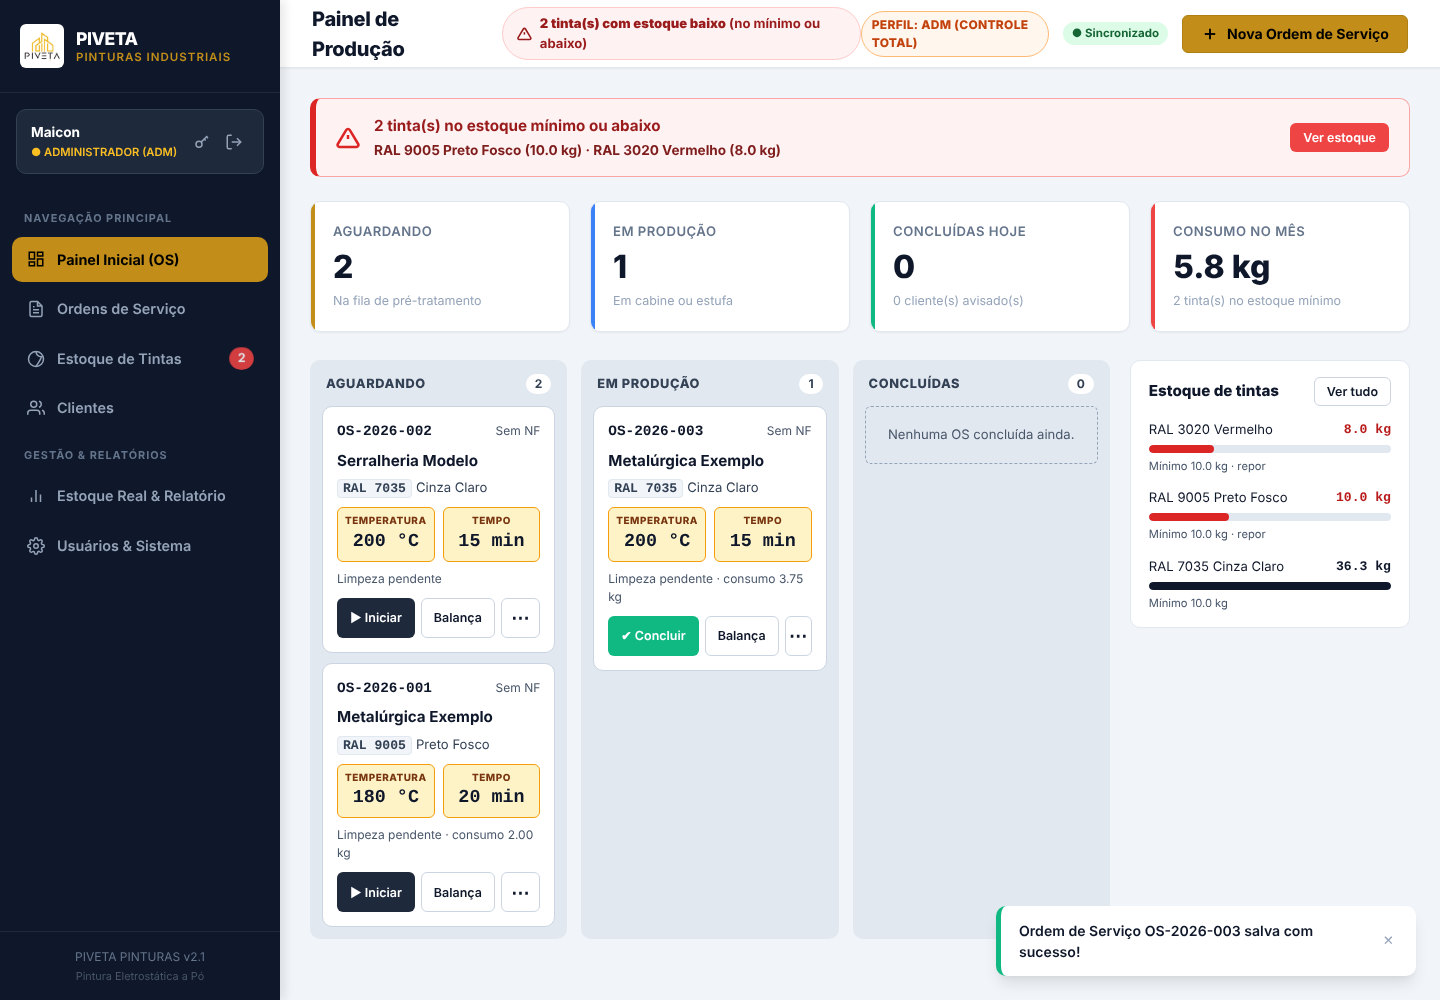 PIVETA
PIVETA
PINTURAS INDUSTRIAIS
Maicon
ADMINISTRADOR (ADM)
NAVEGAÇÃO PRINCIPAL
Painel Inicial (OS)
Ordens de Serviço
Estoque de Tintas
2
Clientes
GESTÃO & RELATÓRIOS
Estoque Real & Relatório
Usuários & Sistema
PIVETA PINTURAS v2.1
Pintura Eletrostática a Pó
Painel de
Produção
2 tinta(s) com estoque baixo (no mínimo ou
abaixo)
PERFIL: ADM (CONTROLE
TOTAL)
Sincronizado
+ Nova Ordem de Serviço
2 tinta(s) no estoque mínimo ou abaixo
RAL 9005 Preto Fosco (10.0 kg) · RAL 3020 Vermelho (8.0 kg)
Ver estoque
AGUARDANDO
2
Na fila de pré-tratamento
EM PRODUÇÃO
1
Em cabine ou estufa
CONCLUÍDAS HOJE
0
0 cliente(s) avisado(s)
CONSUMO NO MÊS
5.8 kg
2 tinta(s) no estoque mínimo
AGUARDANDO
2
OS-2026-002
Sem NF
Serralheria Modelo
RAL 7035 Cinza Claro
TEMPERATURA
200 °C
TEMPO
15 min
Limpeza pendente
▶ Iniciar
Balança
...
OS-2026-001
Sem NF
Metalúrgica Exemplo
RAL 9005 Preto Fosco
TEMPERATURA
180 °C
TEMPO
20 min
Limpeza pendente · consumo 2.00
kg
▶ Iniciar
Balança
...
EM PRODUÇÃO
1
OS-2026-003
Sem NF
Metalúrgica Exemplo
RAL 7035 Cinza Claro
TEMPERATURA
200 °C
TEMPO
15 min
Limpeza pendente · consumo 3.75
kg
✔ Concluir
Balança
...
CONCLUÍDAS
0
Nenhuma OS concluída ainda.
Estoque de tintas
Ver tudo
RAL 3020 Vermelho
8.0 kg
Mínimo 10.0 kg · repor
RAL 9005 Preto Fosco
10.0 kg
Mínimo 10.0 kg · repor
RAL 7035 Cinza Claro
36.3 kg
Mínimo 10.0 kg
Ordem de Serviço OS-2026-003 salva com
sucesso!
×